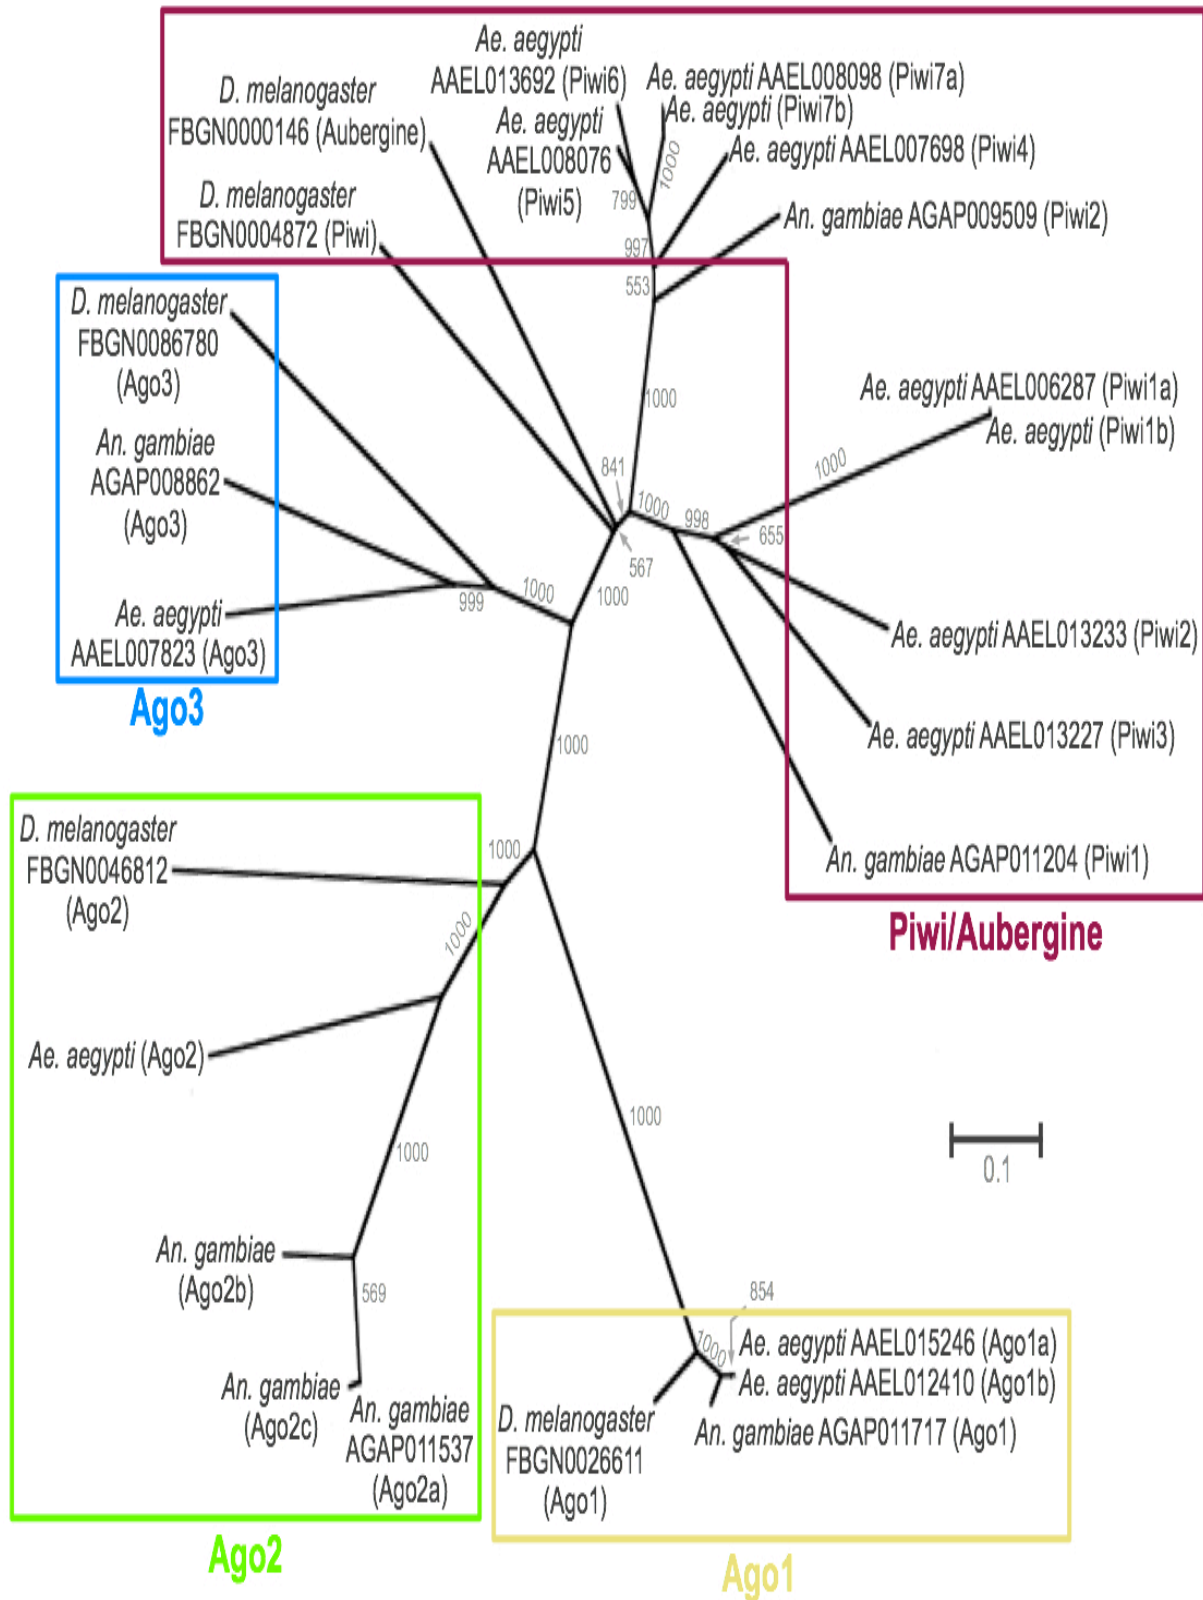 Ae. aegypti
AAEL013692 (Piwi6)
Ae. aegypti AAEL008098 (Piwi7a)
Ae. aegypti (Piwi7b)
D. melanogaster
FBGN0000146 (Aubergine)
Ae. aegypti
AAEL008076
(Piwi5)
1000
Ae. aegypti AAEL007698 (Piwi4)
D. melanogaster
FBGN0004872 (Piwi)
799
An. gambiae AGAP009509 (Piwi2)
997
553
D. melanogaster
FBGN0086780
(Ago3)
1000
Ae. aegypti AAEL006287 (Piwi1a)
Ae. aegypti (Piwi1b)
An. gambiae
AGAP008862
(Ago3)
841
1000
1000
998
655
567
1000
1000
999
Ae. aegypti
AAEL007823 (Ago3)
Ae. aegypti AAEL013233 (Piwi2)
Ago3
1000
Ae. aegypti AAEL013227 (Piwi3)
D. melanogaster
FBGN0046812
(Ago2)
1000
An. gambiae AGAP011204 (Piwi1)
Piwi/Aubergine
1000
Ae. aegypti (Ago2)
1000
1000
0.1
An. gambiae
(Ago2b)
569
854
1000
Ae. aegypti AAEL015246 (Ago1a)
Ae. aegypti AAEL012410 (Ago1b)
An. gambiae
(Ago2c)
An. gambiae
AGAP011537
(Ago2a)
D. melanogaster
FBGN0026611
(Ago1)
An. gambiae AGAP011717 (Ago1)
Ago2
Ago1